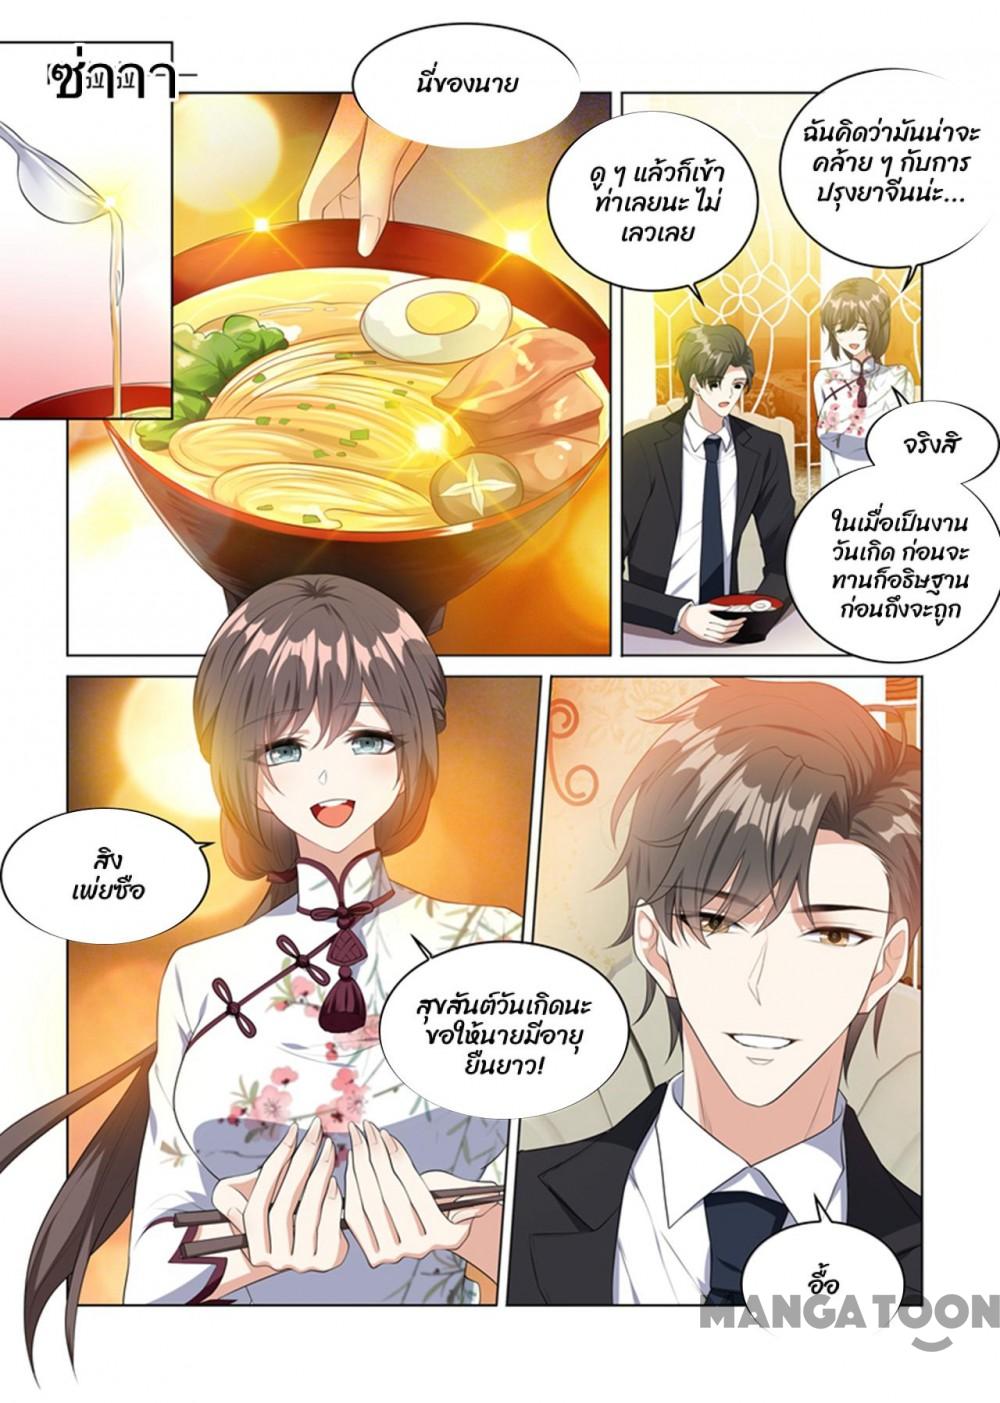 ซ่าาา
นี่ของนาย
ดู ๆ แล้วก็เข้า
ท่าเลยนะ ไม่
เลวเลย
ฉันคิดว่ามันน่าจะ
คล้าย ๆ กับการ
ปรุงยาจีนน่ะ...
จริงสิ
ในเมื่อเป็นงาน
วันเกิด ก่อนจะ
ทานก็อธิษฐาน
ก่อนถึงจะถูก
สิง
เพ่ยซือ
สุขสันต์วันเกิดนะ
ขอให้นายมีอายุ
ยืนยาว!
อื้อ
MANGATOON